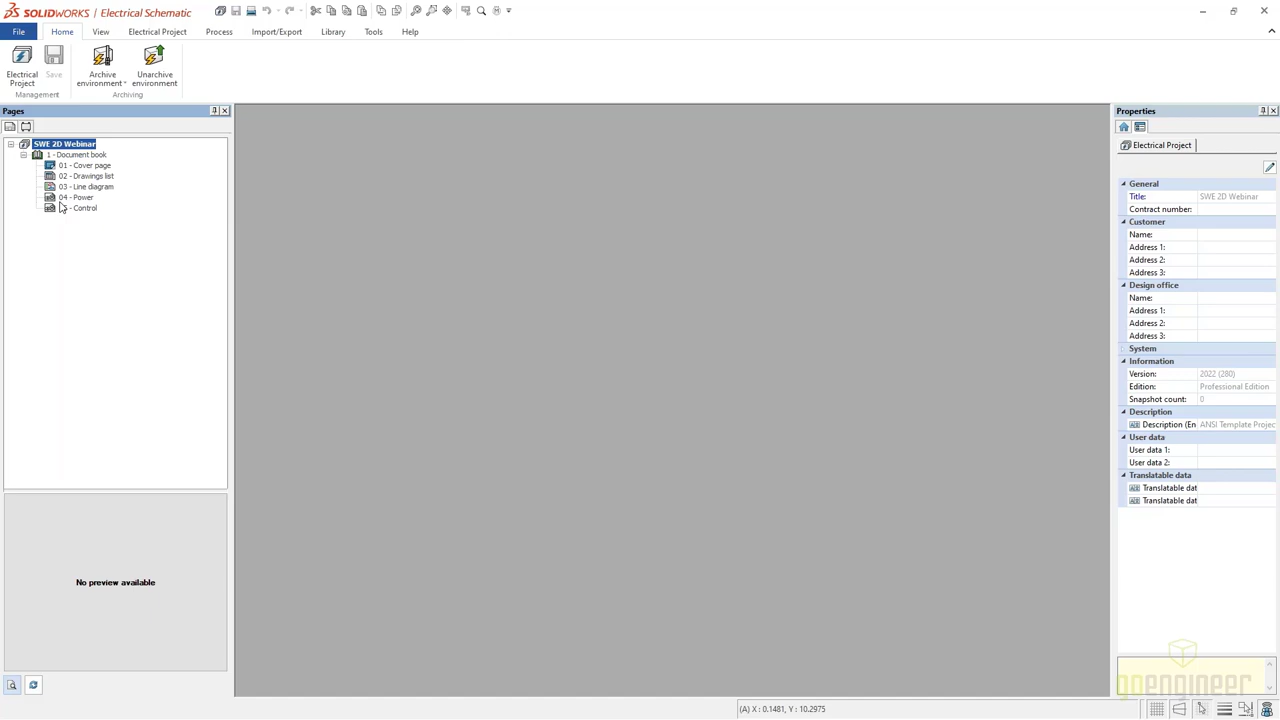 SOLIDWORKS | Electrical Schematic
File Home View Electrical Project Process Import/Export Library Tools Help
Electrical Project
Save
Archive environment
Unarchive environment
Management
Archiving
Pages
SWE 2D Webinar
1 - Document book
01 - Cover page
02 - Drawings list
03 - Line diagram
04 - Power
- Control
No preview available
Properties
Electrical Project
General
Title: SWE 2D Webinar
Contract number:
Customer
Name:
Address 1:
Address 2:
Address 3:
Design office
Name:
Address 1:
Address 2:
Address 3:
System
Information
Version: 2022 (280)
Edition: Professional Edition
Snapshot count: 0
Description
Description (En ANSI Template Projec
User data
User data 1:
User data 2:
Translatable data
Translatable dat
Translatable dat
goengineer
(A) X : 0.1481, Y : 10.2975